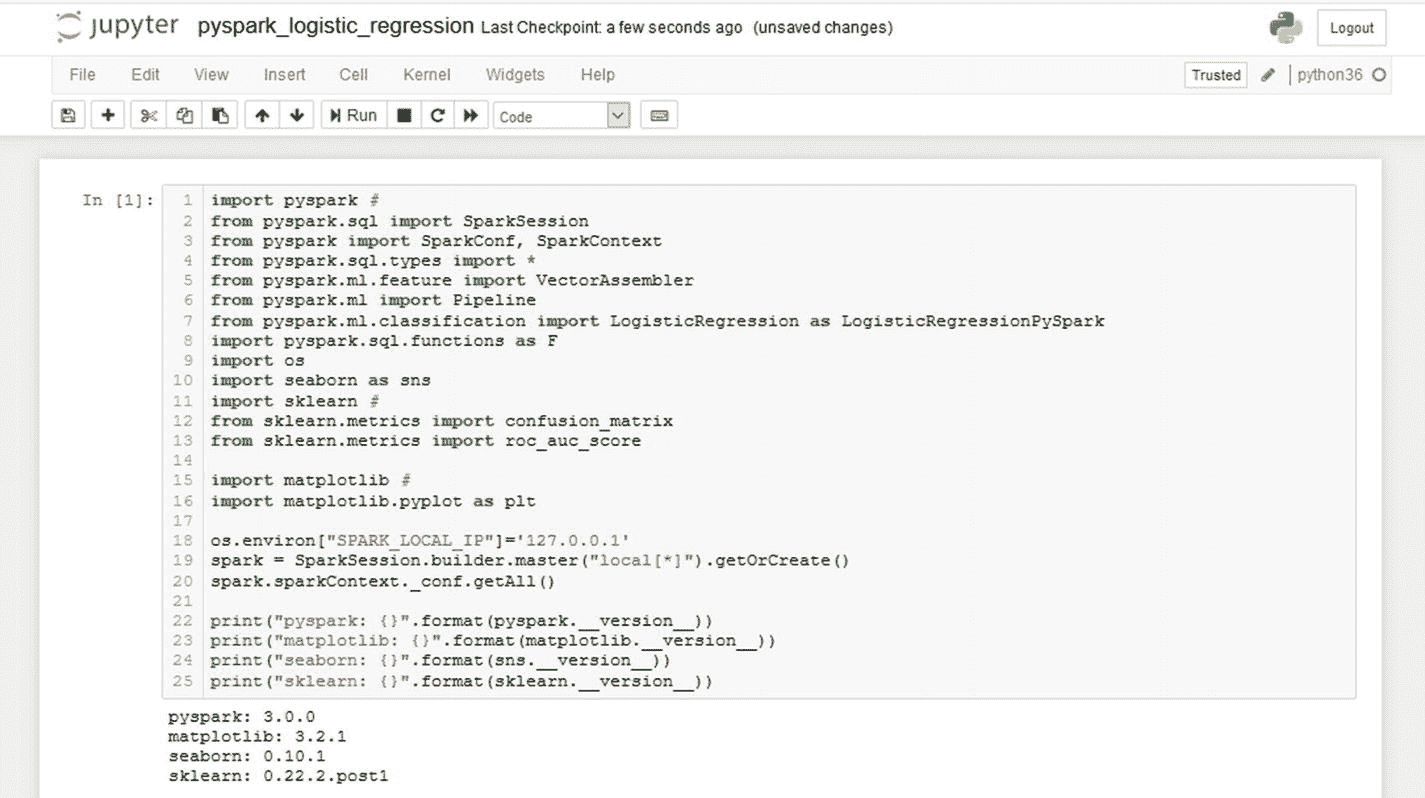 jupyter pyspark_logistic_regression Last Checkpoint: a few seconds ago (unsaved changes) Logout
File Edit View Insert Cell Kernel Widgets Help Trusted python36
Run Code
In [1]:
1 import pyspark #
2 from pyspark.sql import SparkSession
3 from pyspark import SparkConf, SparkContext
4 from pyspark.sql.types import *
5 from pyspark.ml.feature import VectorAssembler
6 from pyspark.ml import Pipeline
7 from pyspark.ml.classification import LogisticRegression as LogisticRegressionPySpark
8 import pyspark.sql.functions as F
9 import os
10 import seaborn as sns
11 import sklearn #
12 from sklearn.metrics import confusion_matrix
13 from sklearn.metrics import roc_auc_score
14
15 import matplotlib #
16 import matplotlib.pyplot as plt
17
18 os.environ["SPARK_LOCAL_IP"]='127.0.0.1'
19 spark = SparkSession.builder.master("local[*]").getOrCreate()
20 spark.sparkContext._conf.getAll()
21
22 print("pyspark: {}".format(pyspark.__version__))
23 print("matplotlib: {}".format(matplotlib.__version__))
24 print("seaborn: {}".format(sns.__version__))
25 print("sklearn: {}".format(sklearn.__version__))
pyspark: 3.0.0
matplotlib: 3.2.1
seaborn: 0.10.1
sklearn: 0.22.2.post1